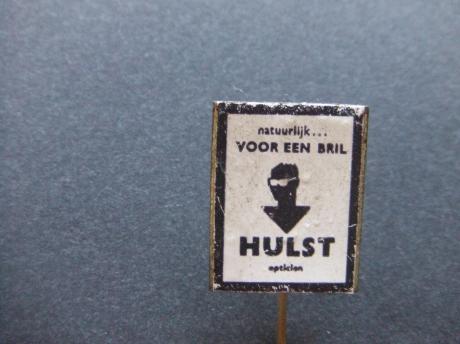 natuurlijk...
VOOR EEN BRIL
HULST
opticien